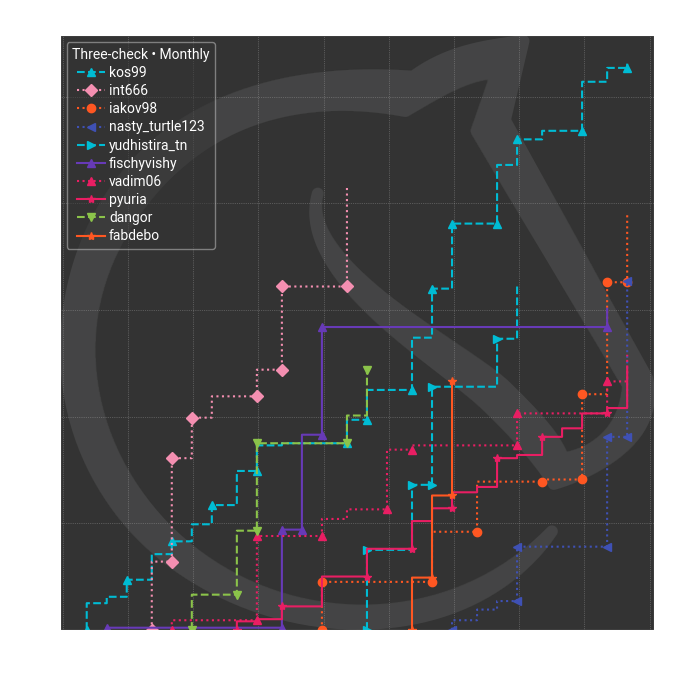 Three-check • Monthly
kos99
int666
iakov98
nasty_turtle123
yudhistira_tn
fischyvishy
vadim06
pyuria
dangor
fabdebo